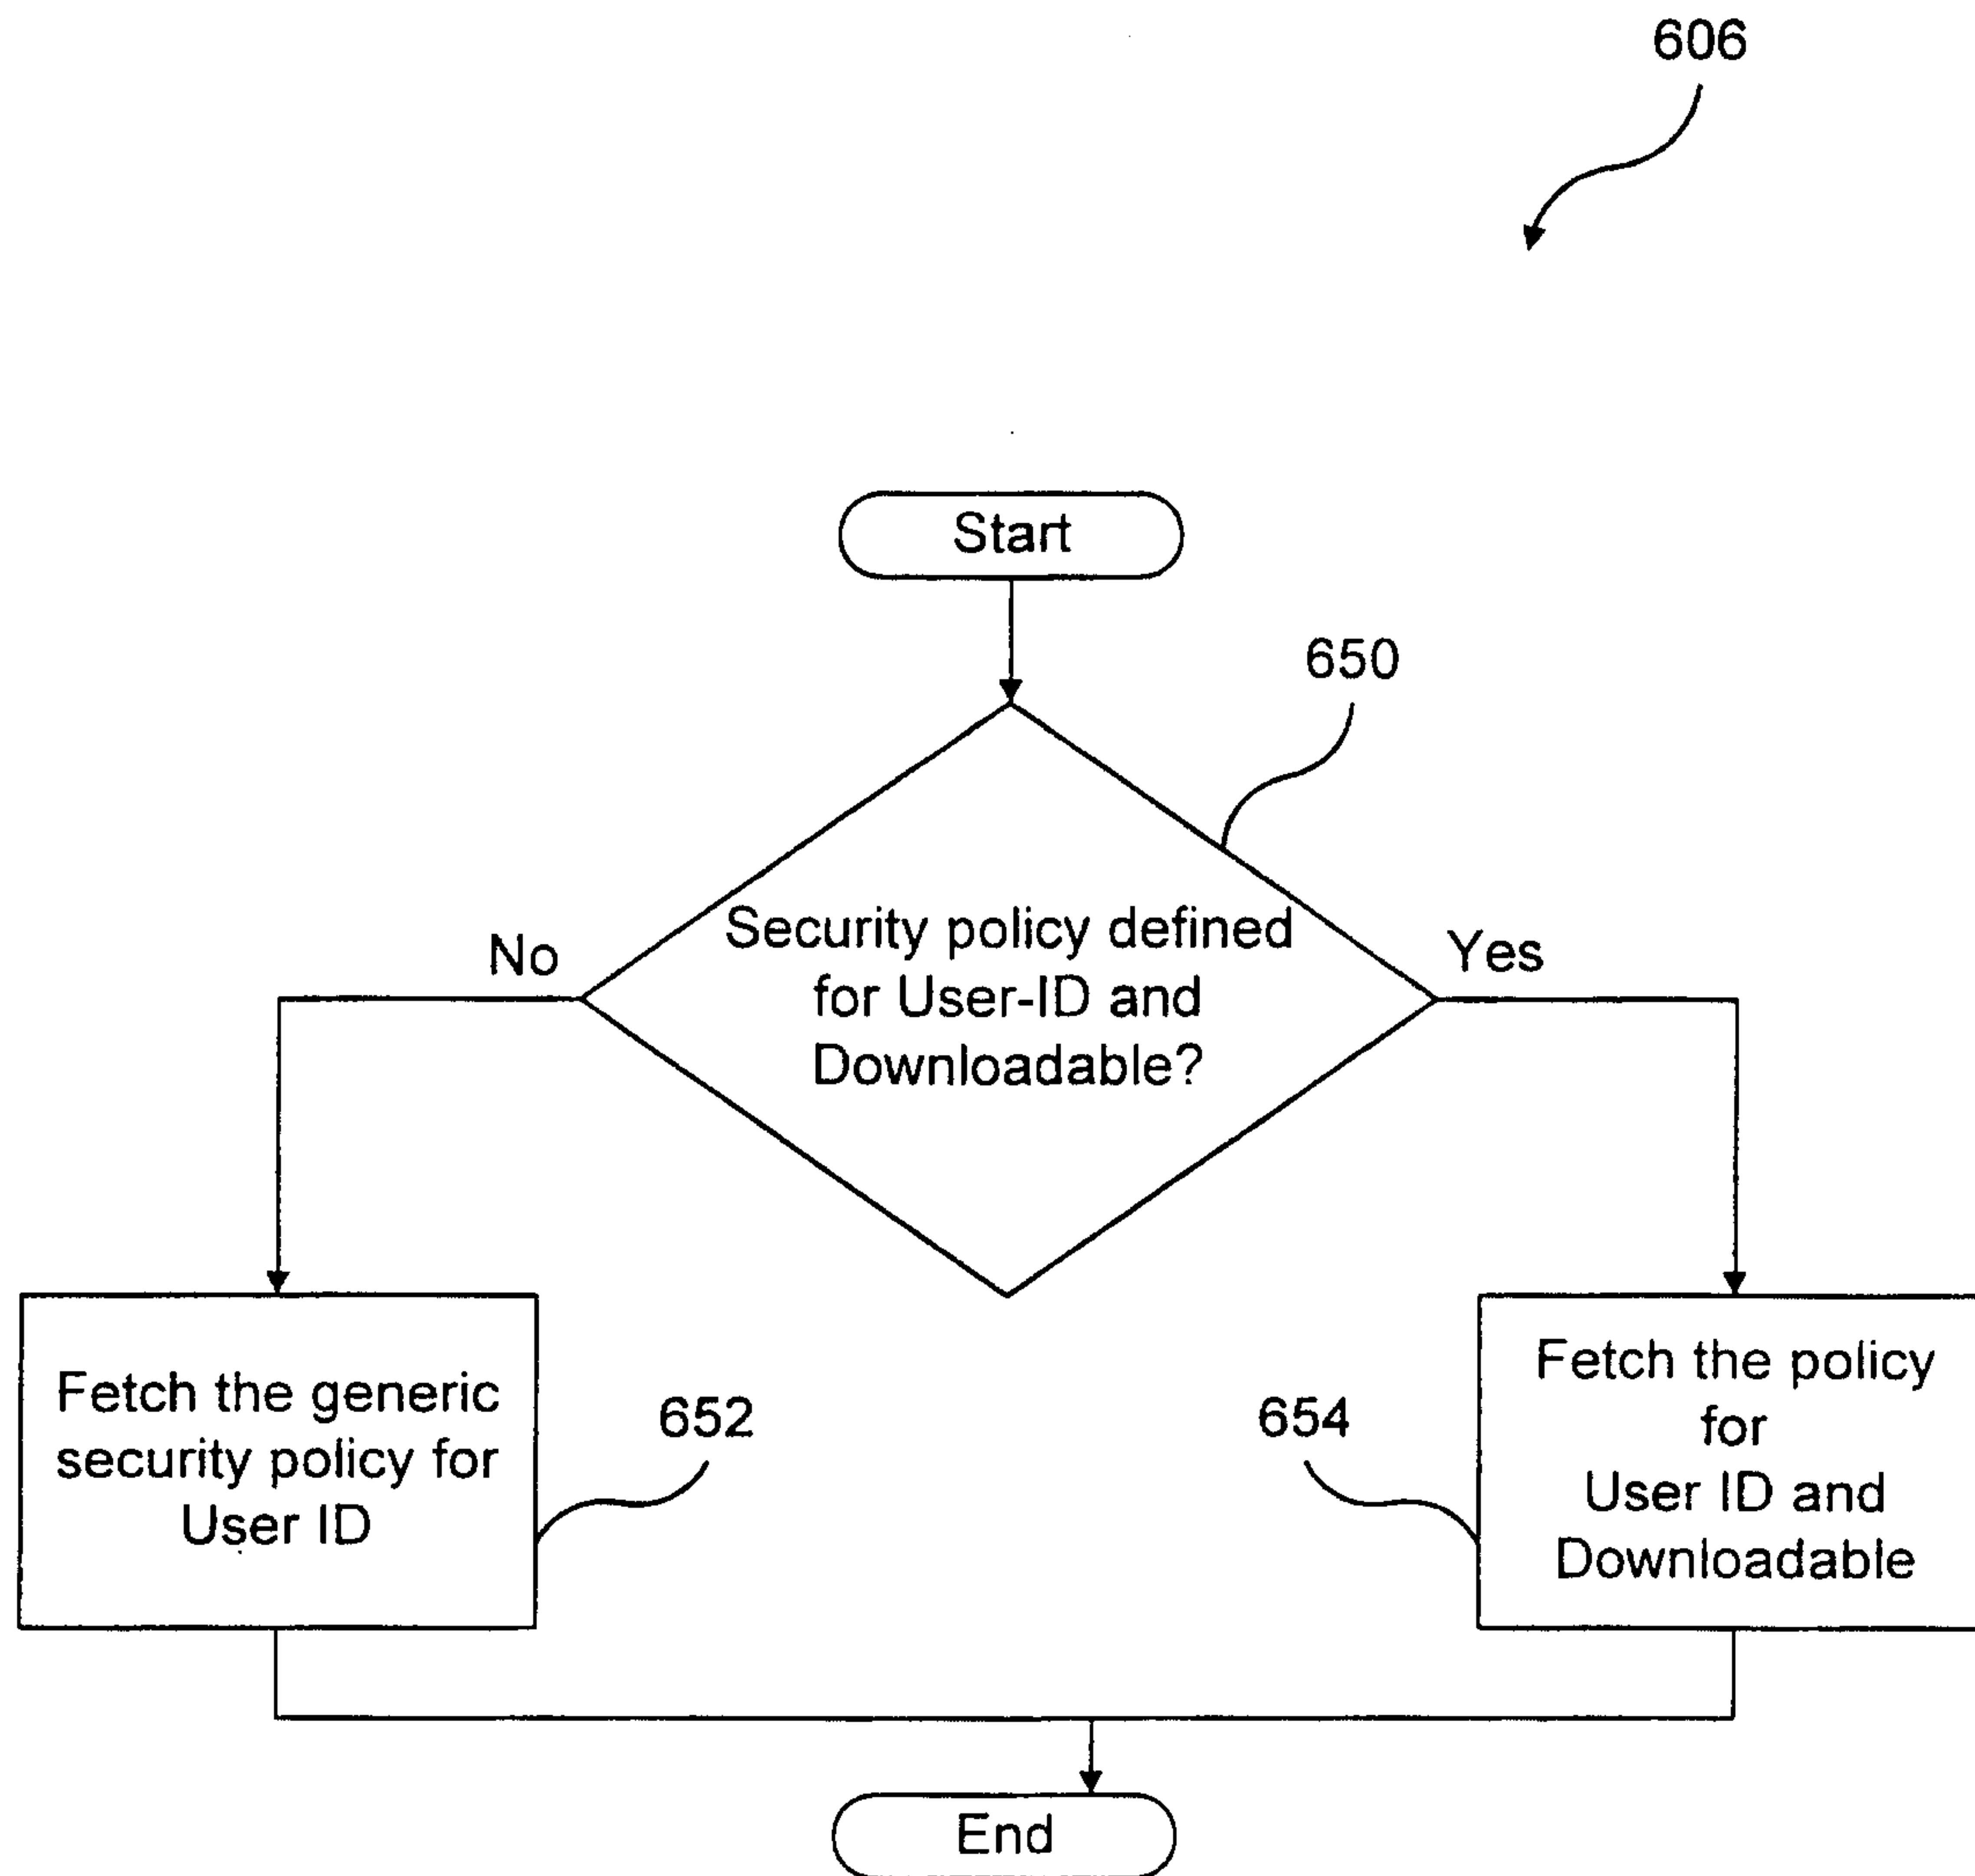 606
Start
650
Security policy defined
for User-ID and
Downloadable?
No
Yes
Fetch the generic
security policy for
User ID
652
654
Fetch the policy
for
User ID and
Downloadable
End